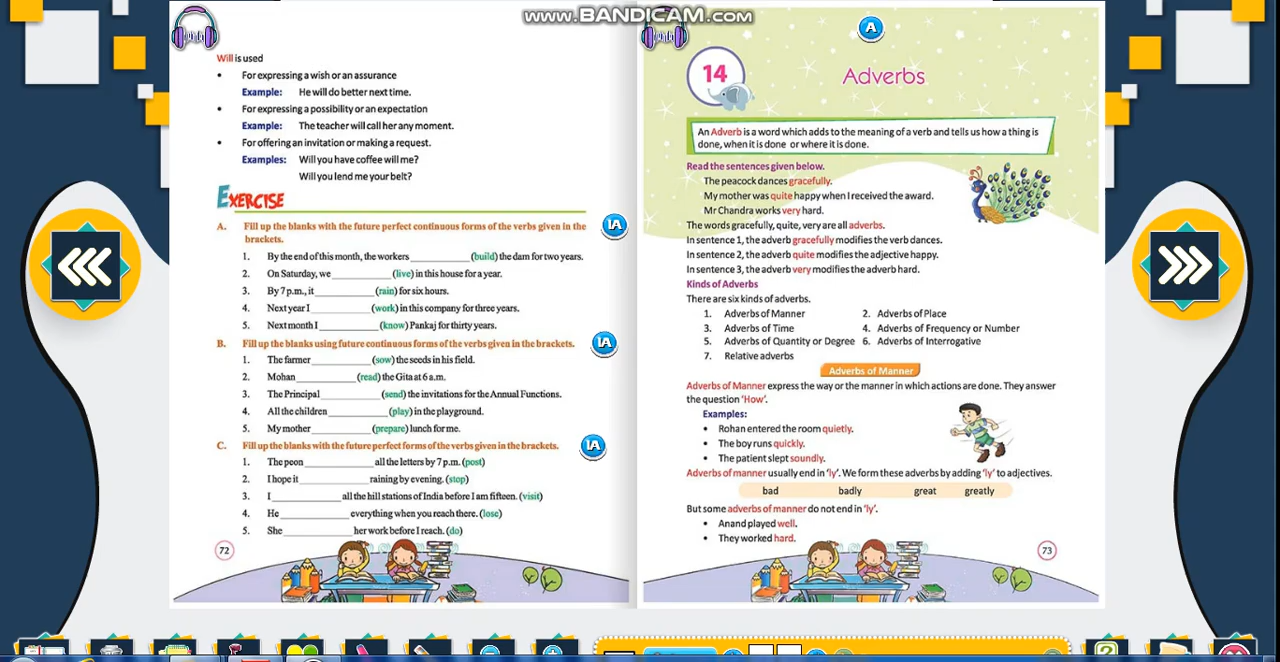 www.BANDICAM.com
Will is used
• For expressing a wish or an assurance
Example: He will do better next time.
• For expressing a possibility or an expectation
Example: The teacher will call her any moment.
• For offering an invitation or making a request.
Examples: Will you have coffee will me?
Will you lend me your belt?
EXERCISE
A. Fill up the blanks with the future perfect continuous forms of the verbs given in the
brackets.
IA
1. By the end of this month, the workers ____________ (build) the dam for two years.
2. On Saturday, we ____________ (live) in this house for a year.
3. By 7 p.m., it ____________ (rain) for six hours.
4. Next year I ____________ (work) in this company for three years.
5. Next month I ____________ (know) Pankaj for thirty years.
B. Fill up the blanks using future continuous forms of the verbs given in the brackets.
IA
1. The farmer ____________ (sow) the seeds in his field.
2. Mohan ____________ (read) the Gita at 6 a.m.
3. The Principal ____________ (send) the invitations for the Annual Functions.
4. All the children ____________ (play) in the playground.
5. My mother ____________ (prepare) lunch for me.
C. Fill up the blanks with the future perfect forms of the verbs given in the brackets.
IA
1. The peon ____________ all the letters by 7 p.m. (post)
2. I hope it ____________ raining by evening. (stop)
3. I ____________ all the hill stations of India before I am fifteen. (visit)
4. He ____________ everything when you reach there. (lose)
5. She ____________ her work before I reach. (do)
72
A
14
Adverbs
An Adverb is a word which adds to the meaning of a verb and tells us how a thing is
done, when it is done or where it is done.
Read the sentences given below.
The peacock dances gracefully.
My mother was quite happy when I received the award.
Mr Chandra works very hard.
The words gracefully, quite, very are all adverbs.
In sentence 1, the adverb gracefully modifies the verb dances.
In sentence 2, the adverb quite modifies the adjective happy.
In sentence 3, the adverb very modifies the adverb hard.
Kinds of Adverbs
There are six kinds of adverbs.
1. Adverbs of Manner 2. Adverbs of Place
3. Adverbs of Time 4. Adverbs of Frequency or Number
5. Adverbs of Quantity or Degree 6. Adverbs of Interrogative
7. Relative adverbs
Adverbs of Manner
Adverbs of Manner express the way or the manner in which actions are done. They answer
the question 'How'.
Examples:
• Rohan entered the room quietly.
• The boy runs quickly.
• The patient slept soundly.
Adverbs of manner usually end in 'ly'. We form these adverbs by adding 'ly' to adjectives.
bad badly great greatly
But some adverbs of manner do not end in 'ly'.
• Anand played well.
• They worked hard.
73